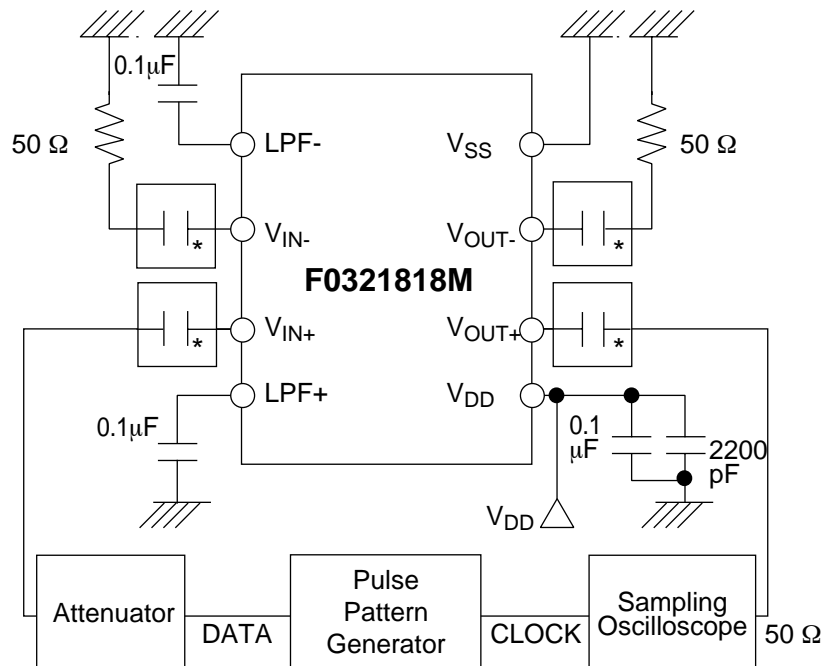 0.1μF
50 Ω
LPF-
VSS
50 Ω
*
VIN-
VOUT-
*
F0321818M
*
VIN+
VOUT+
*
LPF+
VDD
0.1μF
0.1
μF
2200
pF
VDD
Attenuator
DATA
Pulse
Pattern
Generator
CLOCK
Sampling
Oscilloscope
50 Ω